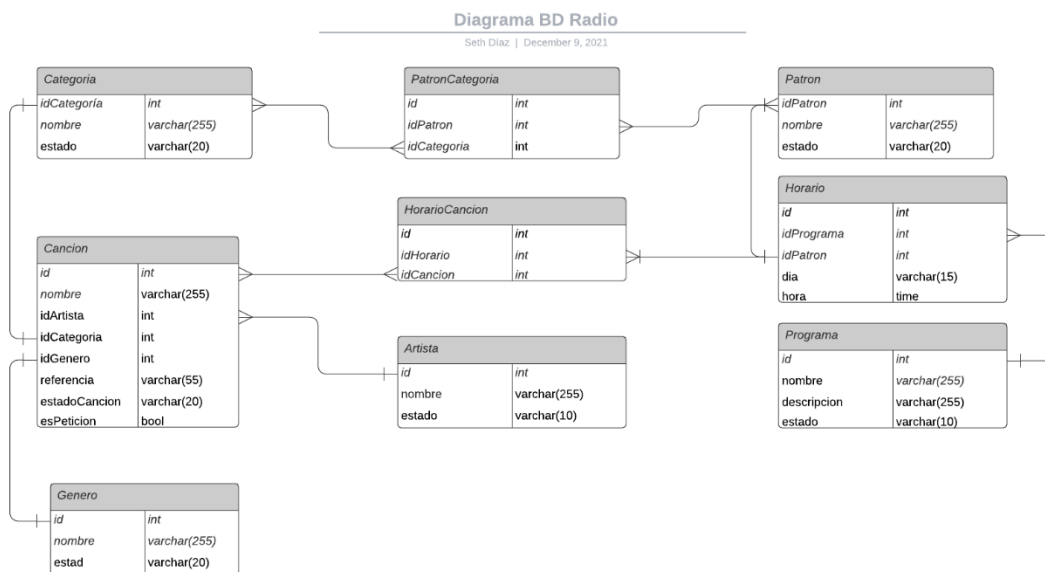 Diagrama BD Radio
Seth Díaz | December 9, 2021
Categoria
idCategoría int
nombre varchar(255)
estado varchar(20)
PatronCategoria
id int
idPatron int
idCategoria int
Patron
idPatron int
nombre varchar(255)
estado varchar(20)
Horario
id int
idPrograma int
idPatron int
dia varchar(15)
hora time
HorarioCancion
id int
idHorario int
idCancion int
Cancion
id int
nombre varchar(255)
idArtista int
idCategoria int
idGenero int
referencia varchar(55)
estadoCancion varchar(20)
esPeticion bool
Artista
id int
nombre varchar(255)
estado varchar(10)
Programa
id int
nombre varchar(255)
descripcion varchar(255)
estado varchar(10)
Genero
id int
nombre varchar(255)
estad varchar(20)